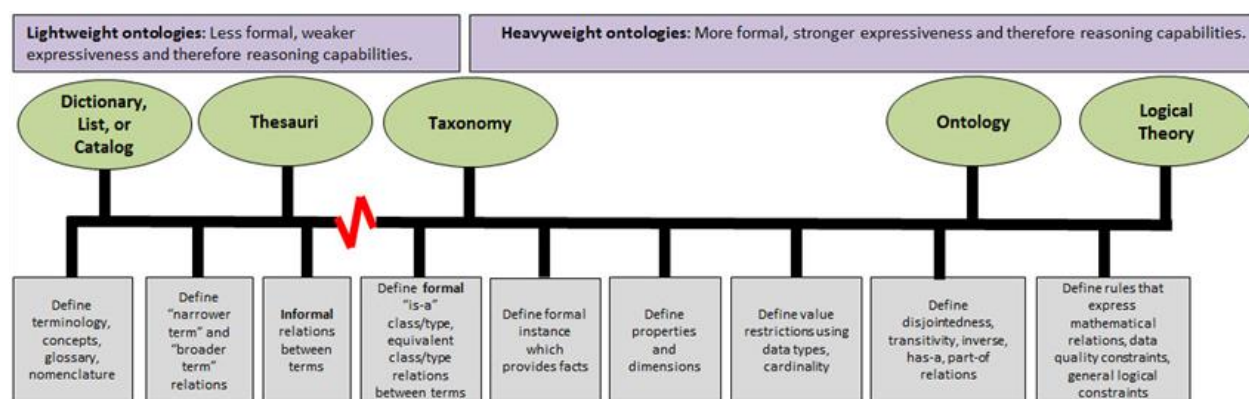 Lightweight ontologies: Less formal, weaker
expressiveness and therefore reasoning capabilities.
Heavyweight ontologies: More formal, stronger expressiveness and therefore reasoning capabilities.
Dictionary,
List, or
Catalog
Thesauri
Taxonomy
Ontology
Logical
Theory
Define
terminology,
concepts,
glossary,
nomenclature
Define
"narrower
term" and
"broader
term"
relations
Informal
relations
between
terms
Define formal
"is-a"
class/type,
equivalent
class/type
relations
between terms
Define formal
instance
which
provides facts
Define
properties
and
dimensions
Define value
restrictions using
data types,
cardinality
Define
disjointedness,
transitivity, inverse,
has-a, part-of
relations
Define rules that
express
mathematical
relations, data
quality constraints,
general logical
constraints